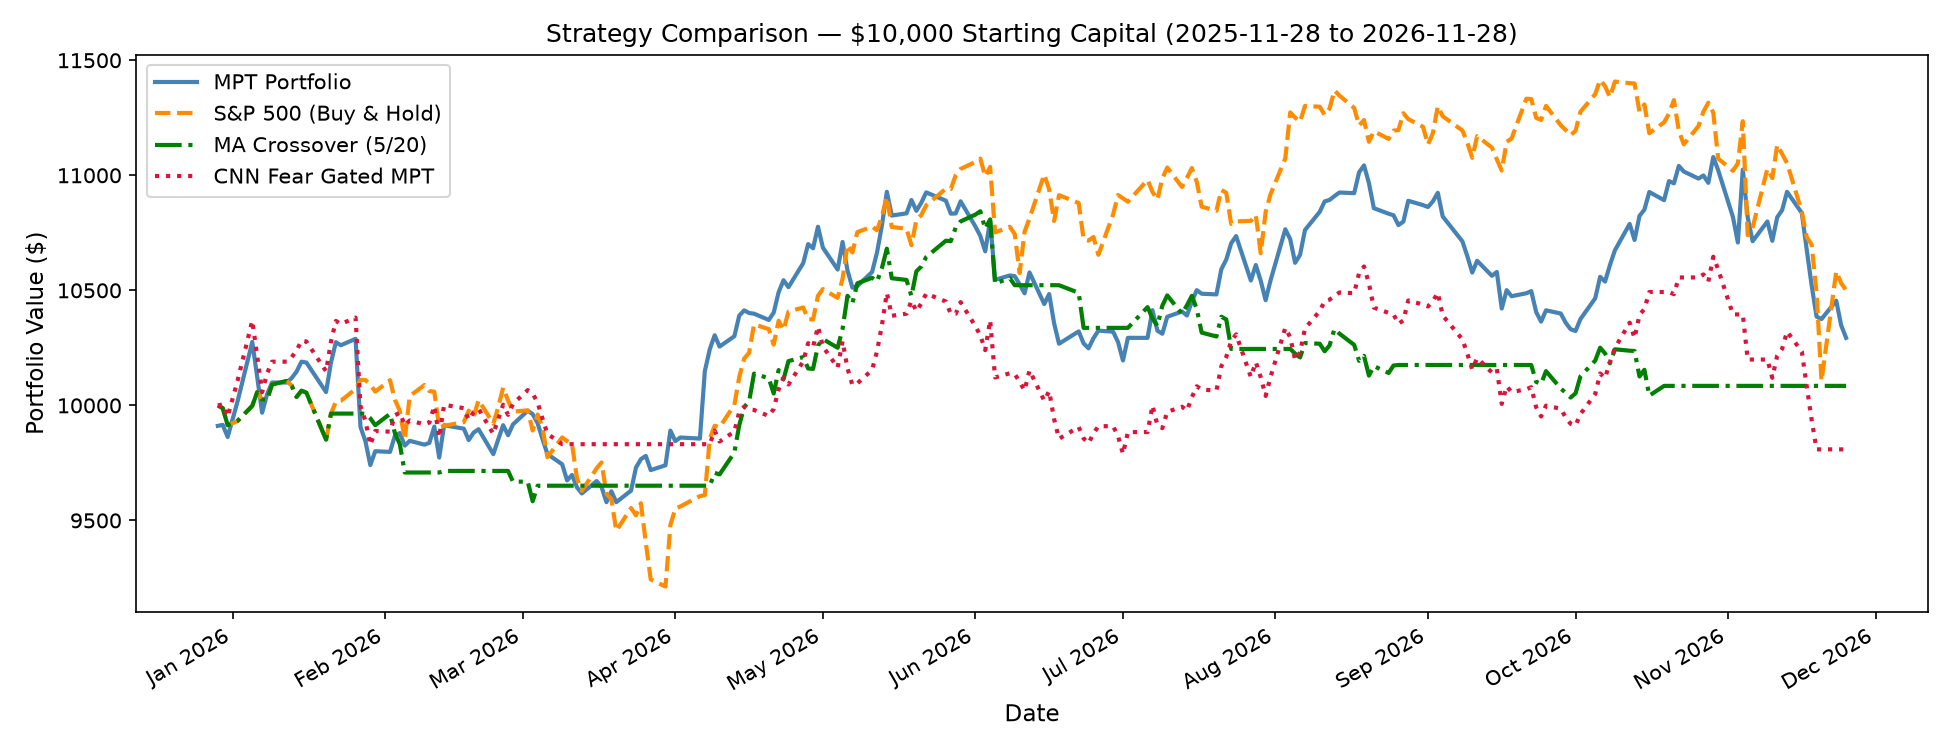 Strategy Comparison — $10,000 Starting Capital (2025-11-28 to 2026-11-28)
MPT Portfolio
S&P 500 (Buy & Hold)
MA Crossover (5/20)
CNN Fear Gated MPT
Portfolio Value ($)
11500
11000
10500
10000
9500
Jan 2026
Feb 2026
Mar 2026
Apr 2026
May 2026
Jun 2026
Jul 2026
Aug 2026
Sep 2026
Oct 2026
Nov 2026
Dec 2026
Date